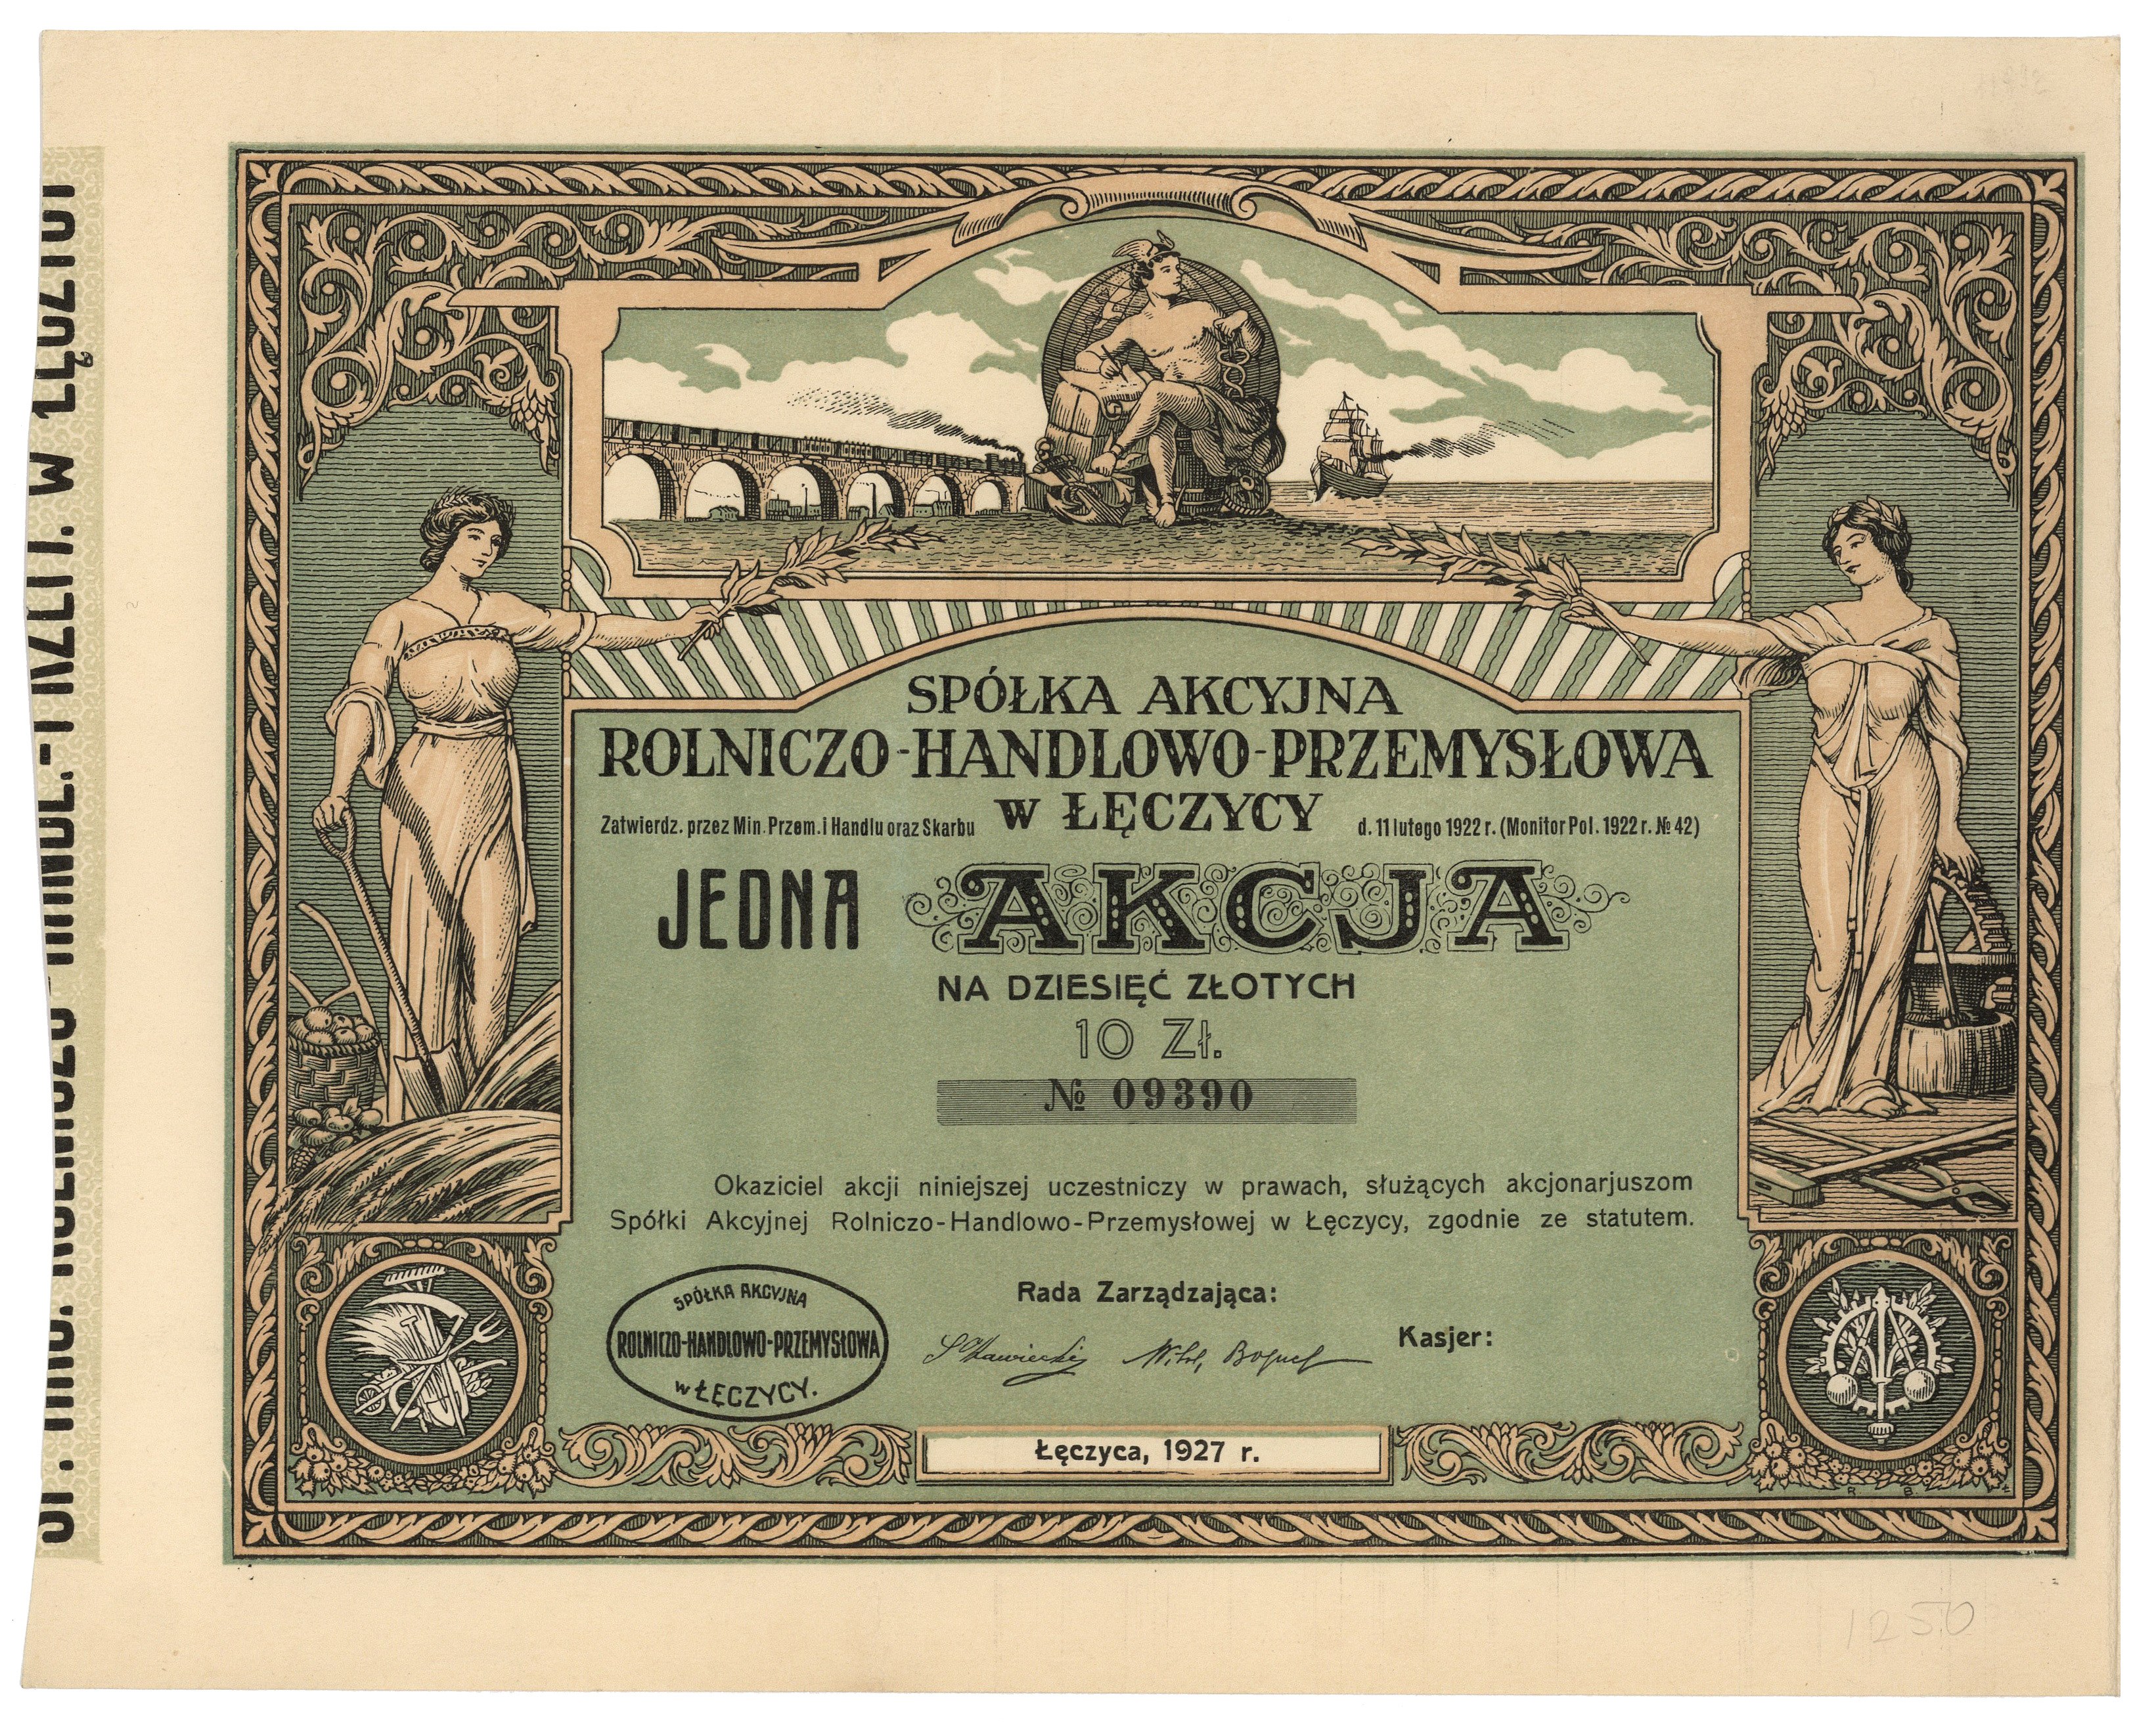 SPÓŁKA AKCYJNA
ROLNICZO-HANDLOWO-PRZEMYSŁOWA
W ŁĘCZYCY
Zatwierdz. przez Min. Przem. i Handlu oraz Skarbu
d. 11 lutego 1922 r. (Monitor Pol. 1922 r. № 42)
JEDNA AKCJA
NA DZIESIĘĆ ZŁOTYCH
10 Zł.
№ 09390
Okaziciel akcji niniejszej uczestniczy w prawach, służących akcjonarjuszom
Spółki Akcyjnej Rolniczo-Handlowo-Przemysłowej w Łęczycy, zgodnie ze statutem.
SPÓŁKA AKCYJNA
ROLNICZO-HANDLOWO-PRZEMYSŁOWA
w ŁĘCZYCY.
Rada Zarządzająca:
Kasjer:
Łęczyca, 1927 r.
1250